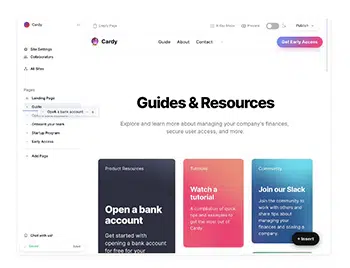 Cardy
Landing Page
Preview
Publish
Site Settings
Collaborators
All Sites
Pages
Landing Page
Guide
Open a bank account
Onboard your team
Startup Program
Early Access
Add Page
Chat with us!
Cardy
Guide
About
Contact
Get Early Access
Guides & Resources
Explore and learn more about managing your company's finances,
secure user access, and more.
Product Resources
Open a bank
account
Get started with
opening a bank
account for free for your
Tutorials
Watch a
tutorial
A compilation of quick
tips and examples to
get the most out of
Cardy.
Community
Join our Slack
Join the community
to work with others and
share tips about
managing your
finances and scaling a
company.
+ Insert